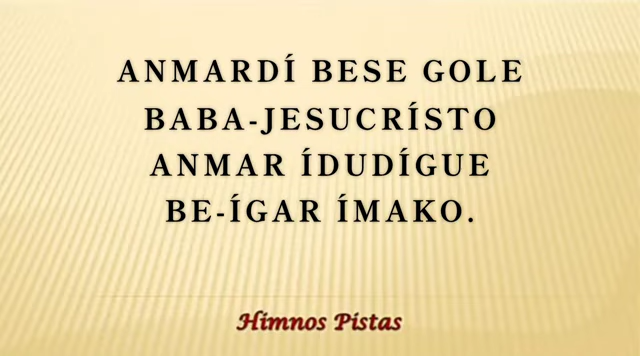 ANMARDÍ BESE GOLE
BABA-JESUCRÍSTO
ANMAR ÍDUDÍGUE
BE-ÍGAR ÍMAKO.
Himnos Pistas